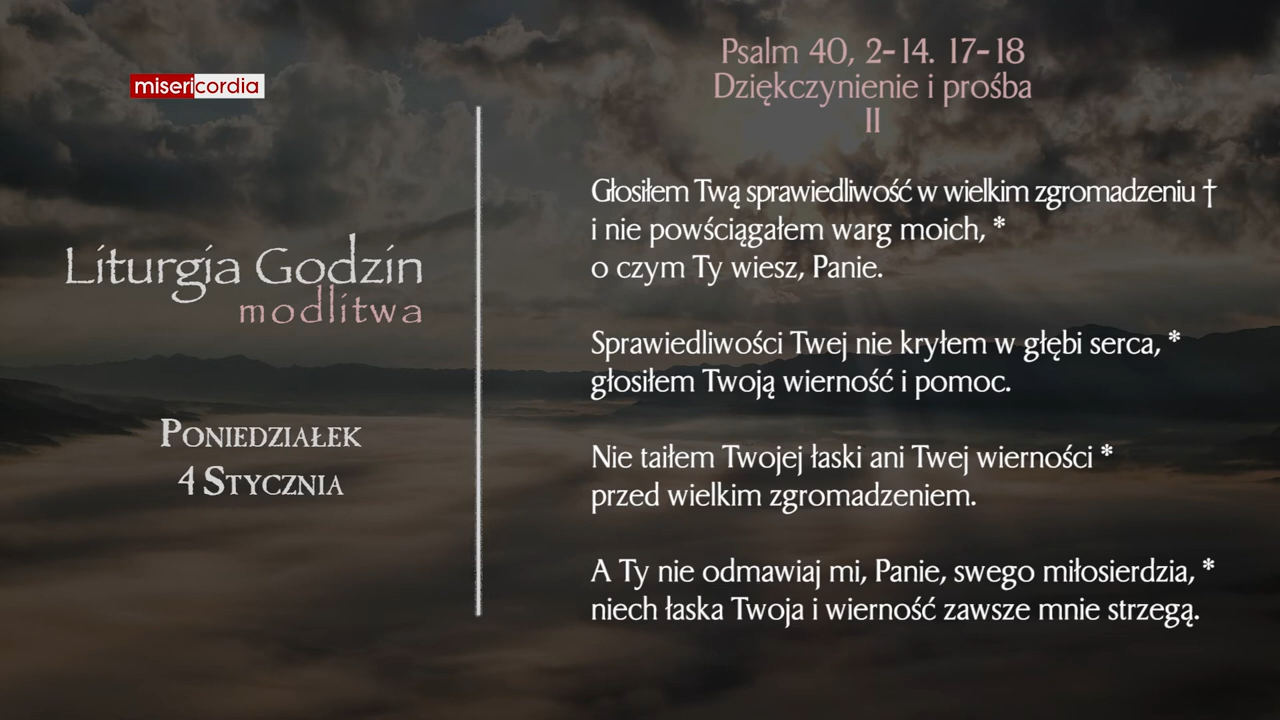 misericordia
Liturgia Godzin
modlitwa
Poniedziałek
4 Stycznia
Psalm 40, 2-14. 17-18
Dziękczynienie i prośba
II
Głosiłem Twą sprawiedliwość w wielkim zgromadzeniu †
i nie powściągałem warg moich, *
o czym Ty wiesz, Panie.
Sprawiedliwości Twej nie kryłem w głębi serca, *
głosiłem Twoją wierność i pomoc.
Nie taiłem Twojej łaski ani Twej wierności *
przed wielkim zgromadzeniem.
A Ty nie odmawiaj mi, Panie, swego miłosierdzia, *
niech łaska Twoja i wierność zawsze mnie strzegą.